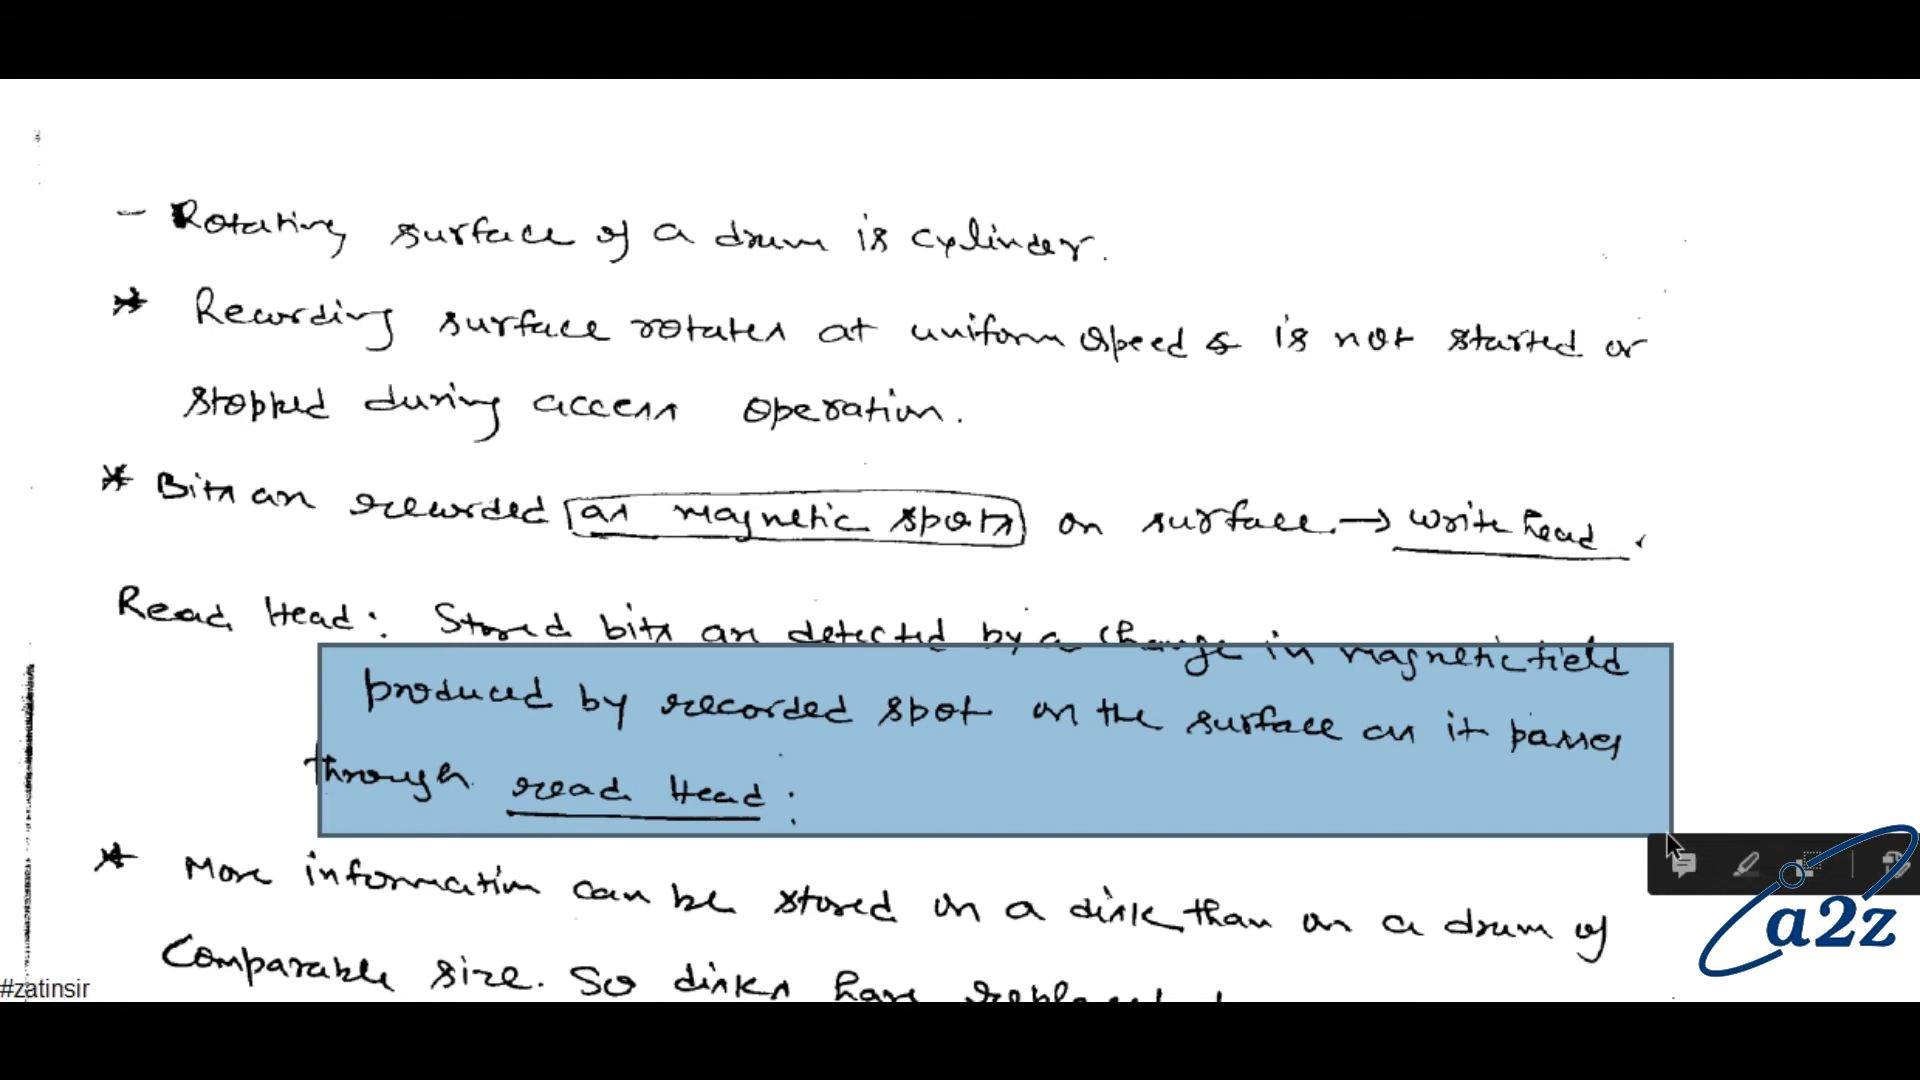 - Rotating surface of a drum is cylinder.
* Recording surface rotates at uniform speed & is not started or
stopped during access operation.
* Bits are recorded as magnetic spots on surface. → write head.
Read Head: Stored bits are detected by a change in magnetic field
produced by recorded spot on the surface as it passes
through read Head:
* More information can be stored on a disk than on a drum of
Comparable size. So disks have replaced
a2z
#zatinsir